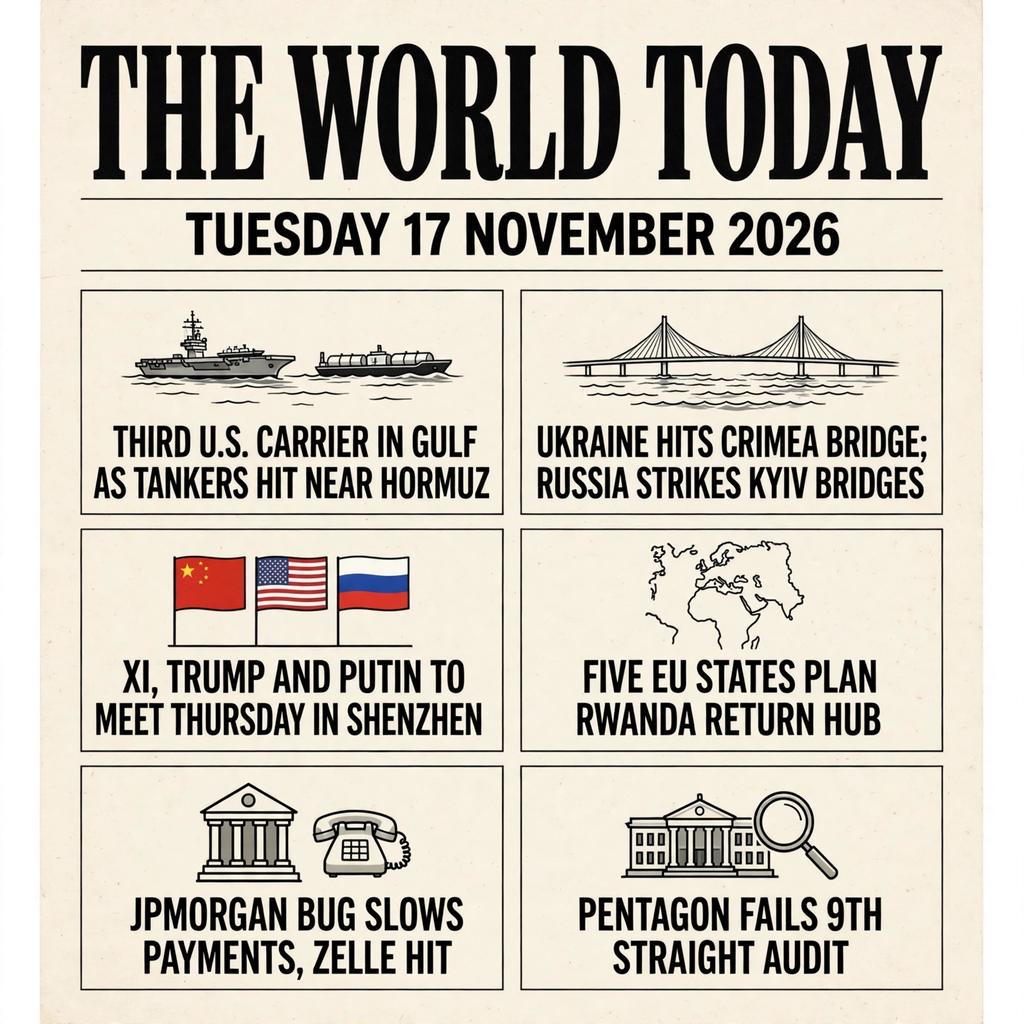 THE WORLD TODAY
TUESDAY 17 NOVEMBER 2026
THIRD U.S. CARRIER IN GULF
AS TANKERS HIT NEAR HORMUZ
UKRAINE HITS CRIMEA BRIDGE;
RUSSIA STRIKES KYIV BRIDGES
XI, TRUMP AND PUTIN TO
MEET THURSDAY IN SHENZHEN
FIVE EU STATES PLAN
RWANDA RETURN HUB
JPMORGAN BUG SLOWS
PAYMENTS, ZELLE HIT
PENTAGON FAILS 9TH
STRAIGHT AUDIT